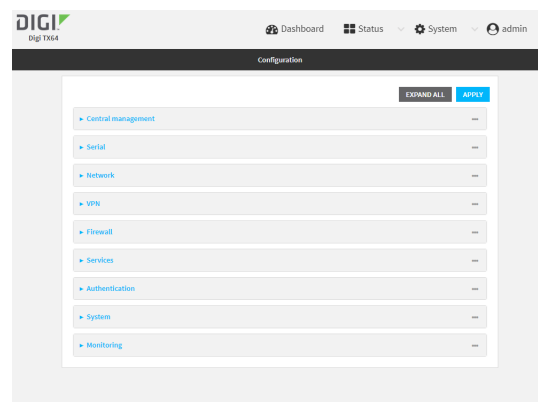 DIGI.
Digi TX64
Dashboard Status System admin
Configuration
EXPAND ALL APPLY
Central management
Serial
Network
VPN
Firewall
Services
Authentication
System
Monitoring